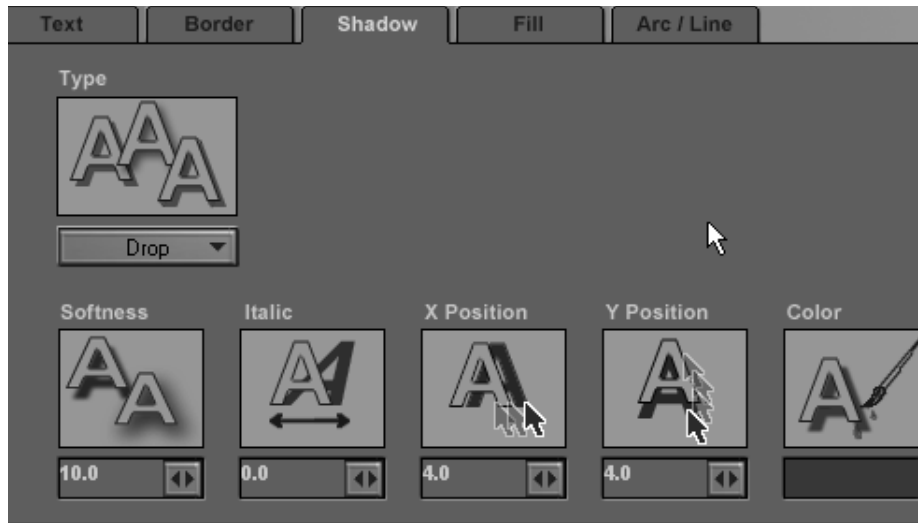 Text Border Shadow Fill Arc / Line
Type
Drop
Softness Italic X Position Y Position Color
10.0 0.0 4.0 4.0